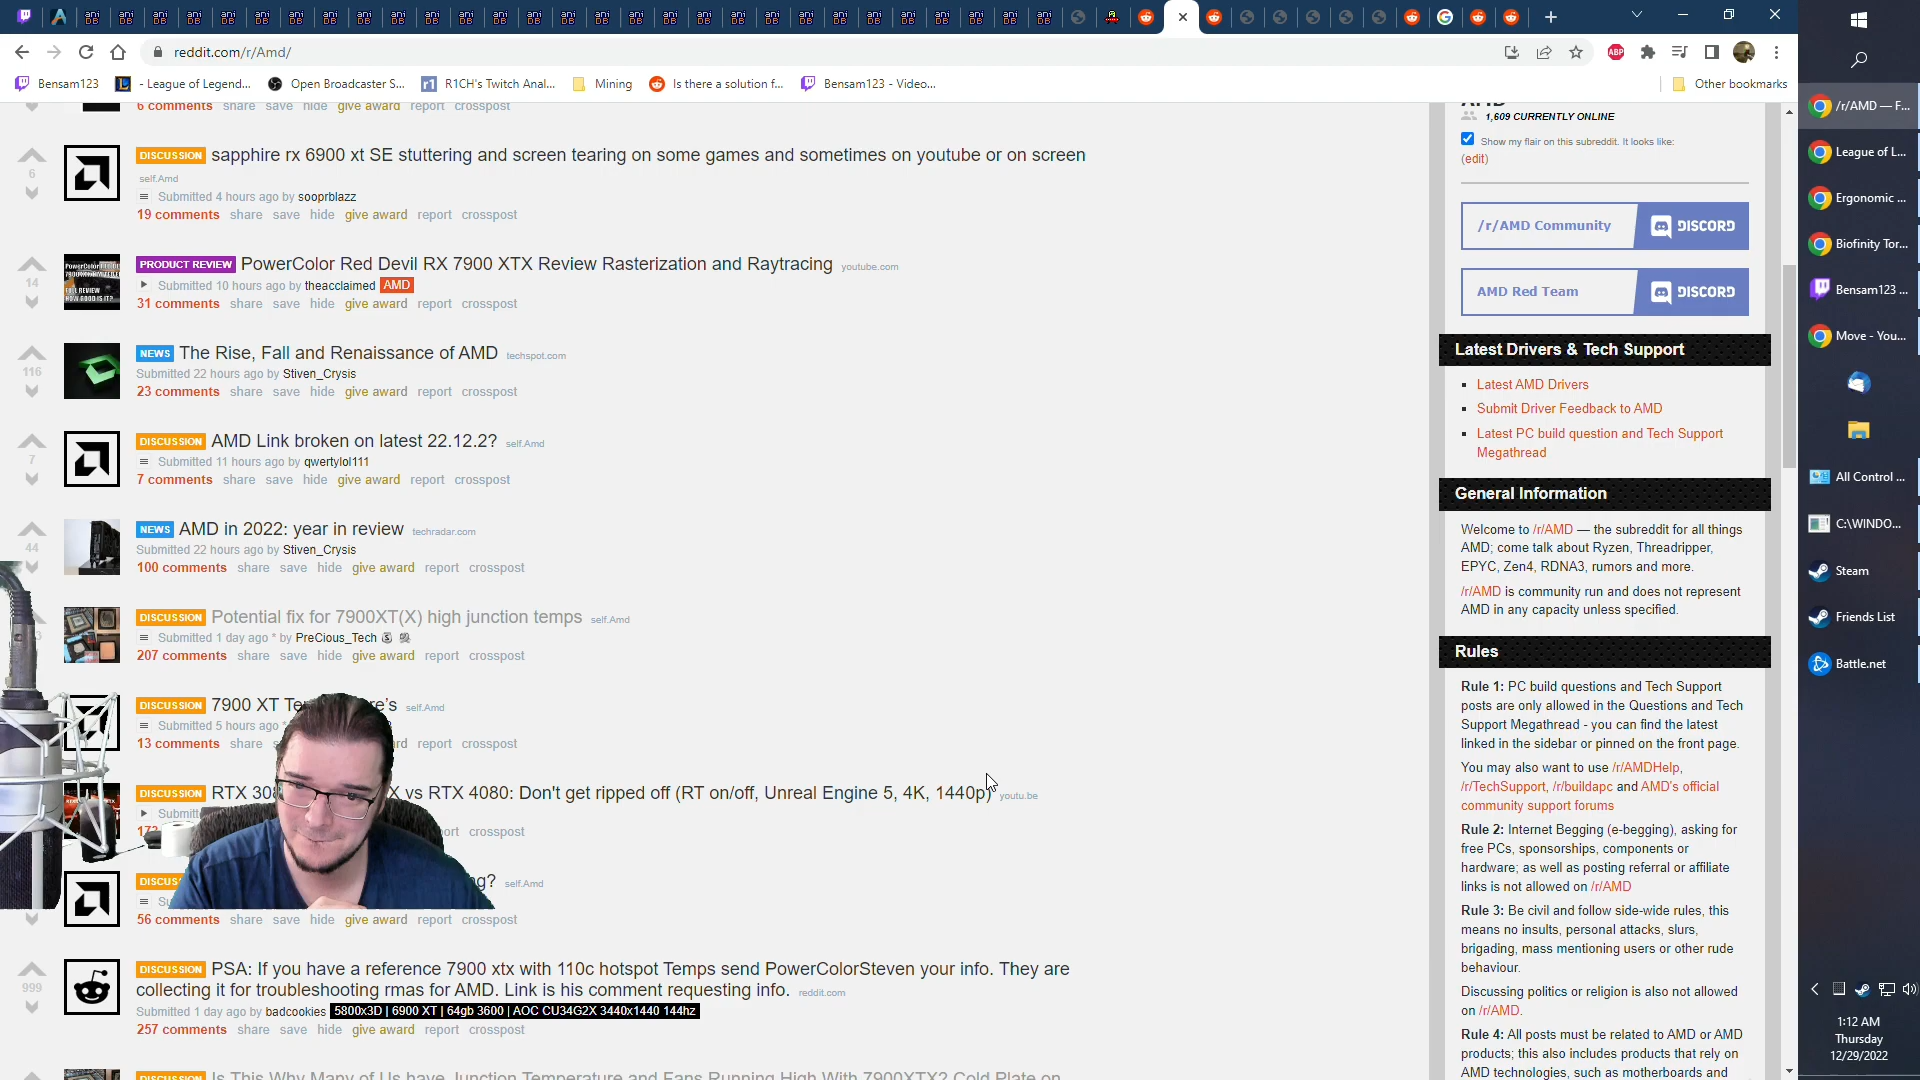 reddit.com/r/Amd/
Bensam123
- League of Legend...
Open Broadcaster S...
R1CH's Twitch Anal...
Mining
Is there a solution f...
Bensam123 - Video...
Other bookmarks
6 comments share save hide give award report crosspost
6
DISCUSSION sapphire rx 6900 xt SE stuttering and screen tearing on some games and sometimes on youtube or on screen
self.Amd
Submitted 4 hours ago by sooprblazz
19 comments share save hide give award report crosspost
14
PRODUCT REVIEW PowerColor Red Devil RX 7900 XTX Review Rasterization and Raytracing youtube.com
Submitted 10 hours ago by theacclaimed AMD
31 comments share save hide give award report crosspost
116
NEWS The Rise, Fall and Renaissance of AMD techspot.com
Submitted 22 hours ago by Stiven_Crysis
23 comments share save hide give award report crosspost
7
DISCUSSION AMD Link broken on latest 22.12.2? self.Amd
Submitted 11 hours ago by qwertylol111
7 comments share save hide give award report crosspost
44
NEWS AMD in 2022: year in review techradar.com
Submitted 22 hours ago by Stiven_Crysis
100 comments share save hide give award report crosspost
DISCUSSION Potential fix for 7900XT(X) high junction temps self.Amd
Submitted 1 day ago * by PreCious_Tech
207 comments share save hide give award report crosspost
DISCUSSION 7900 XT Te re's self.Amd
Submitted 5 hours ago *
13 comments share report crosspost
DISCUSSION RTX 30 X vs RTX 4080: Don't get ripped off (RT on/off, Unreal Engine 5, 4K, 1440p) youtu.be
Submitt
crosspost
DISCUS g? self.Amd
56 comments share save hide give award report crosspost
999
DISCUSSION PSA: If you have a reference 7900 xtx with 110c hotspot Temps send PowerColorSteven your info. They are
collecting it for troubleshooting rmas for AMD. Link is his comment requesting info. reddit.com
Submitted 1 day ago by badcookies 5800x3D | 6900 XT | 64gb 3600 | AOC CU34G2X 3440x1440 144hz
257 comments share save hide give award report crosspost
DISCUSSION Is This Why Many of Us have Junction Temperature and Fans Running High With 7900XTX? Cold Plate on
1,609 CURRENTLY ONLINE
Show my flair on this subreddit. It looks like:
(edit)
/r/AMD Community DISCORD
AMD Red Team DISCORD
Latest Drivers & Tech Support
Latest AMD Drivers
Submit Driver Feedback to AMD
Latest PC build question and Tech Support
Megathread
General Information
Welcome to /r/AMD — the subreddit for all things
AMD; come talk about Ryzen, Threadripper,
EPYC, Zen4, RDNA3, rumors and more.
/r/AMD is community run and does not represent
AMD in any capacity unless specified.
Rules
Rule 1: PC build questions and Tech Support
posts are only allowed in the Questions and Tech
Support Megathread - you can find the latest
linked in the sidebar or pinned on the front page.
You may also want to use /r/AMDHelp,
/r/TechSupport, /r/buildapc and AMD's official
community support forums
Rule 2: Internet Begging (e-begging), asking for
free PCs, sponsorships, components or
hardware; as well as posting referral or affiliate
links is not allowed on /r/AMD
Rule 3: Be civil and follow side-wide rules, this
means no insults, personal attacks, slurs,
brigading, mass mentioning users or other rude
behaviour.
Discussing politics or religion is also not allowed
on /r/AMD.
Rule 4: All posts must be related to AMD or AMD
products; this also includes products that rely on
AMD technologies, such as motherboards and
/r/AMD — F...
League of L...
Ergonomic ...
Biofinity Tor...
Bensam123 ...
Move - You...
All Control ...
C:\WINDO...
Steam
Friends List
Battle.net
1:12 AM
Thursday
12/29/2022